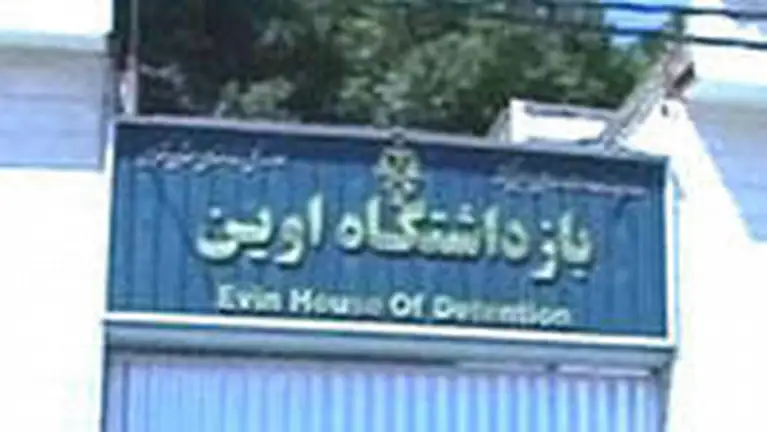 بازداشتگاه اوین
Evin House Of Detention